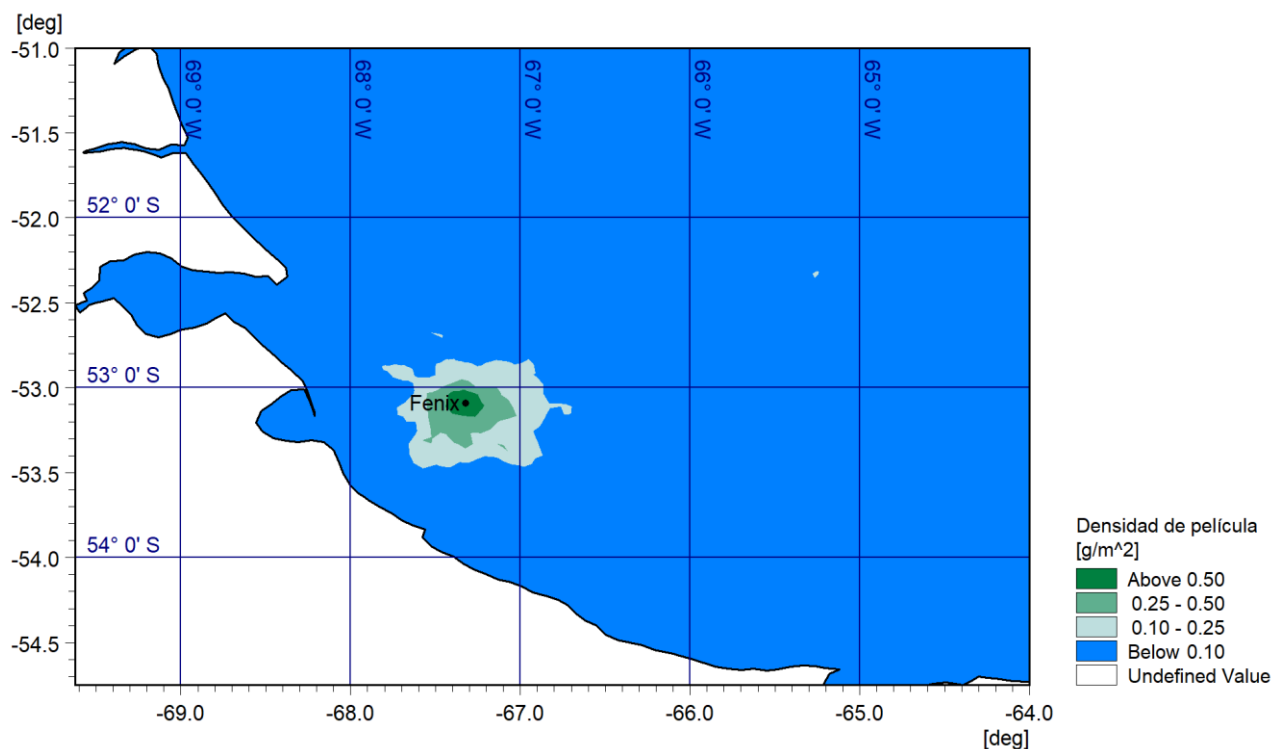 [deg]
-51.0
-51.5
-52.0
-52.5
-53.0
-53.5
-54.0
-54.5
69° 0' W
68° 0' W
67° 0' W
66° 0' W
65° 0' W
52° 0' S
53° 0' S
54° 0' S
Fenix
-69.0
-68.0
-67.0
-66.0
-65.0
-64.0
[deg]
Densidad de película
[g/m^2]
Above 0.50
0.25 - 0.50
0.10 - 0.25
Below 0.10
Undefined Value